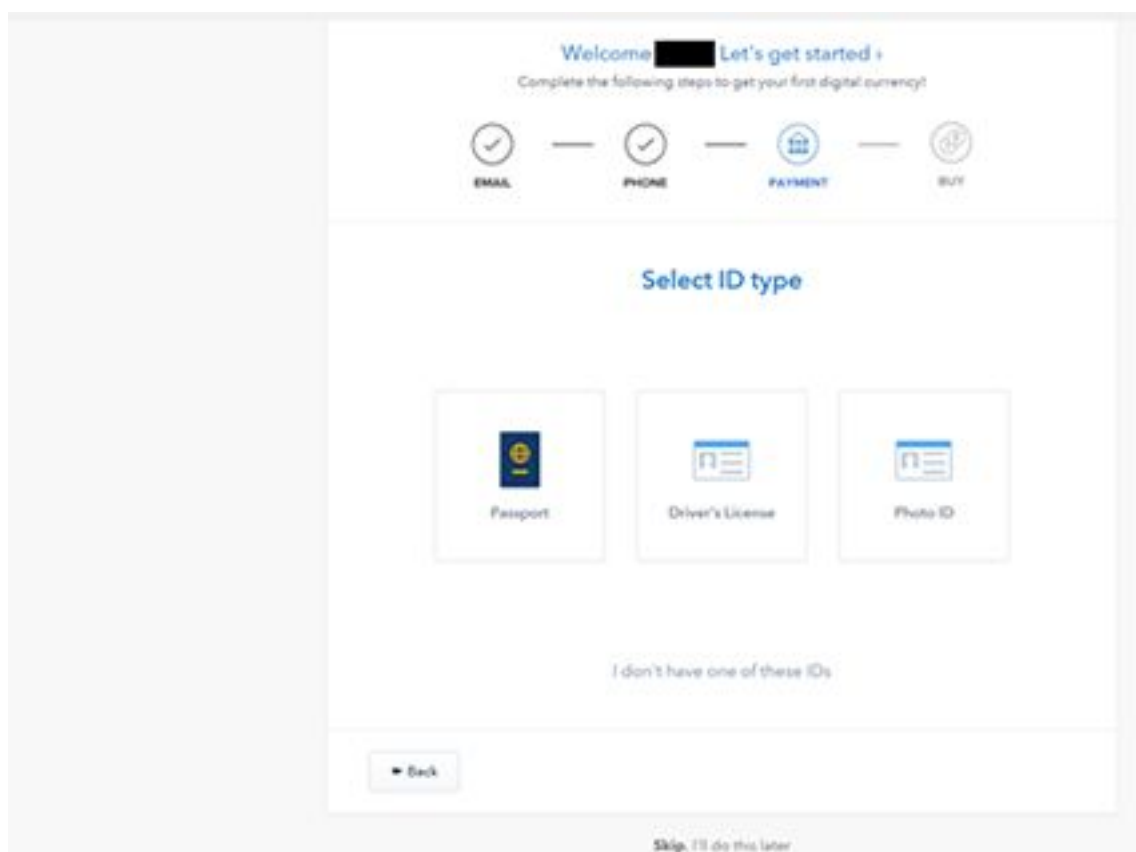 Welcome Let's get started ›
Complete the following steps to get your first digital currency!
EMAIL PHONE PAYMENT BUY
Select ID type
Passport Driver's License Photo ID
I don't have one of these IDs
Back
Skip, I'll do this later